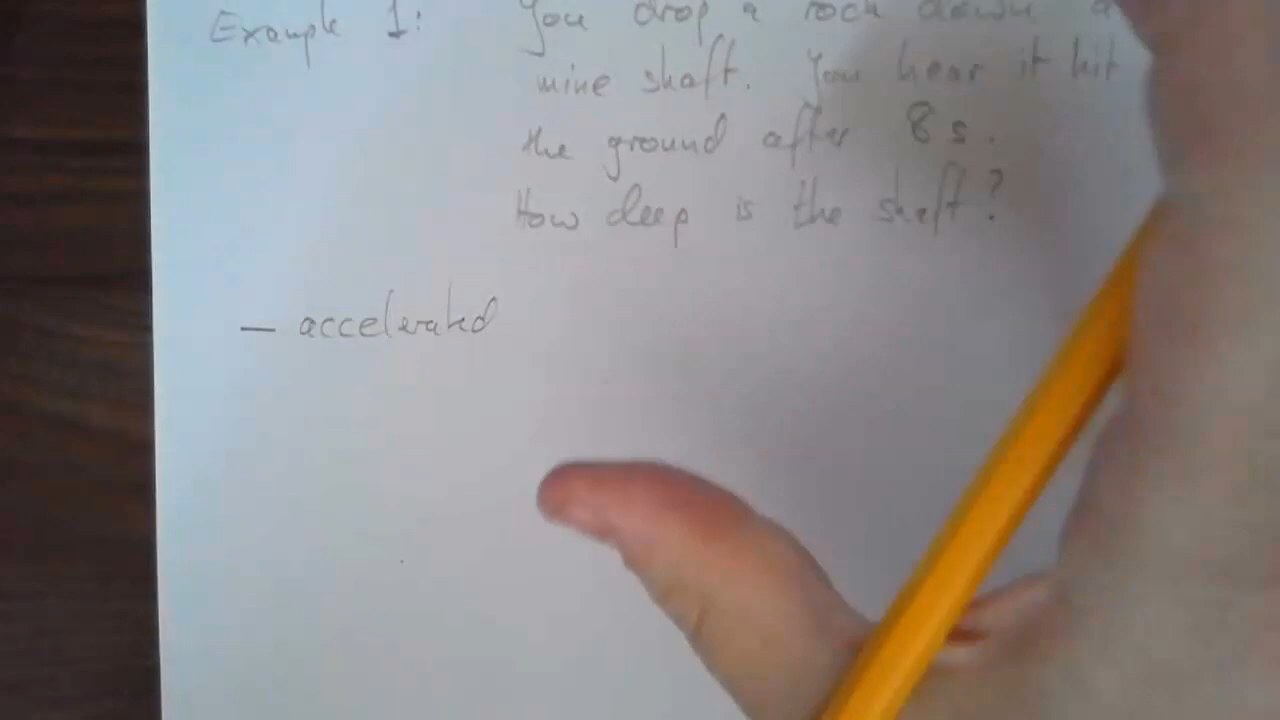 Example 1: You drop a rock down a
mine shaft. You hear it hit
the ground after 8 s.
How deep is the shaft?
– accelerated